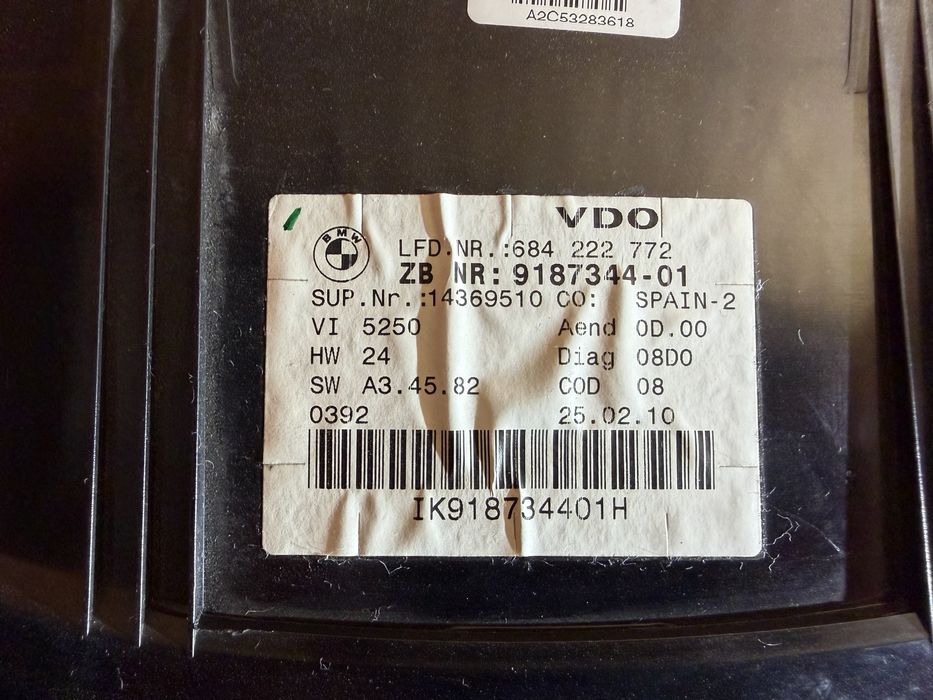 A2C53283618
VDO
BMW
LFD.NR.:684 222 772
ZB NR: 9187344-01
SUP.Nr.:14369510 CO: SPAIN-2
VI 5250 Aend 0D.00
HW 24 Diag 08D0
SW A3.45.82 COD 08
0392 25.02.10
IK918734401H